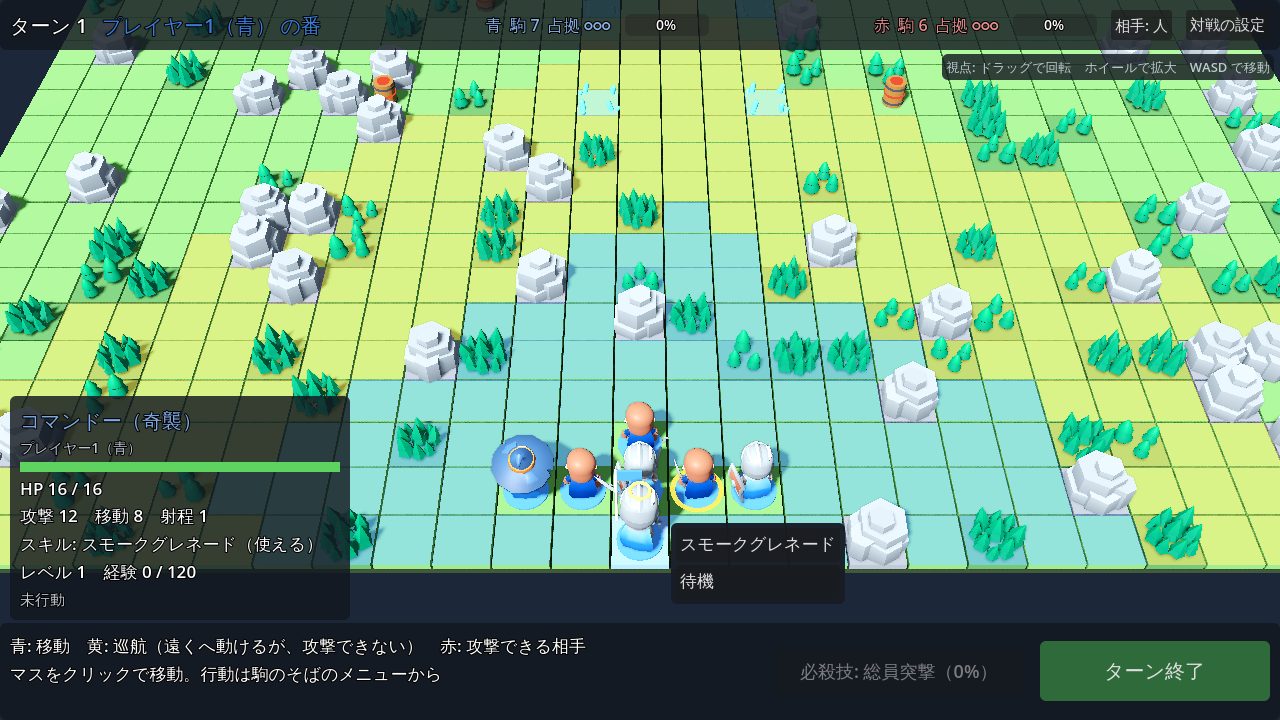 ターン 1 プレイヤー1（青） の番
青 駒 7 占拠 ○○○ 0%
赤 駒 6 占拠 ○○○ 0%
相手: 人
対戦の設定
視点: ドラッグで回転 ホイールで拡大 WASD で移動
コマンドー（奇襲）
プレイヤー1（青）
HP 16 / 16
攻撃 12 移動 8 射程 1
スキル: スモークグレネード（使える）
レベル 1 経験 0 / 120
未行動
スモークグレネード
待機
青: 移動 黄: 巡航（遠くへ動けるが、攻撃できない） 赤: 攻撃できる相手
マスをクリックで移動。行動は駒のそばのメニューから
必殺技: 総員突撃（0%）
ターン終了